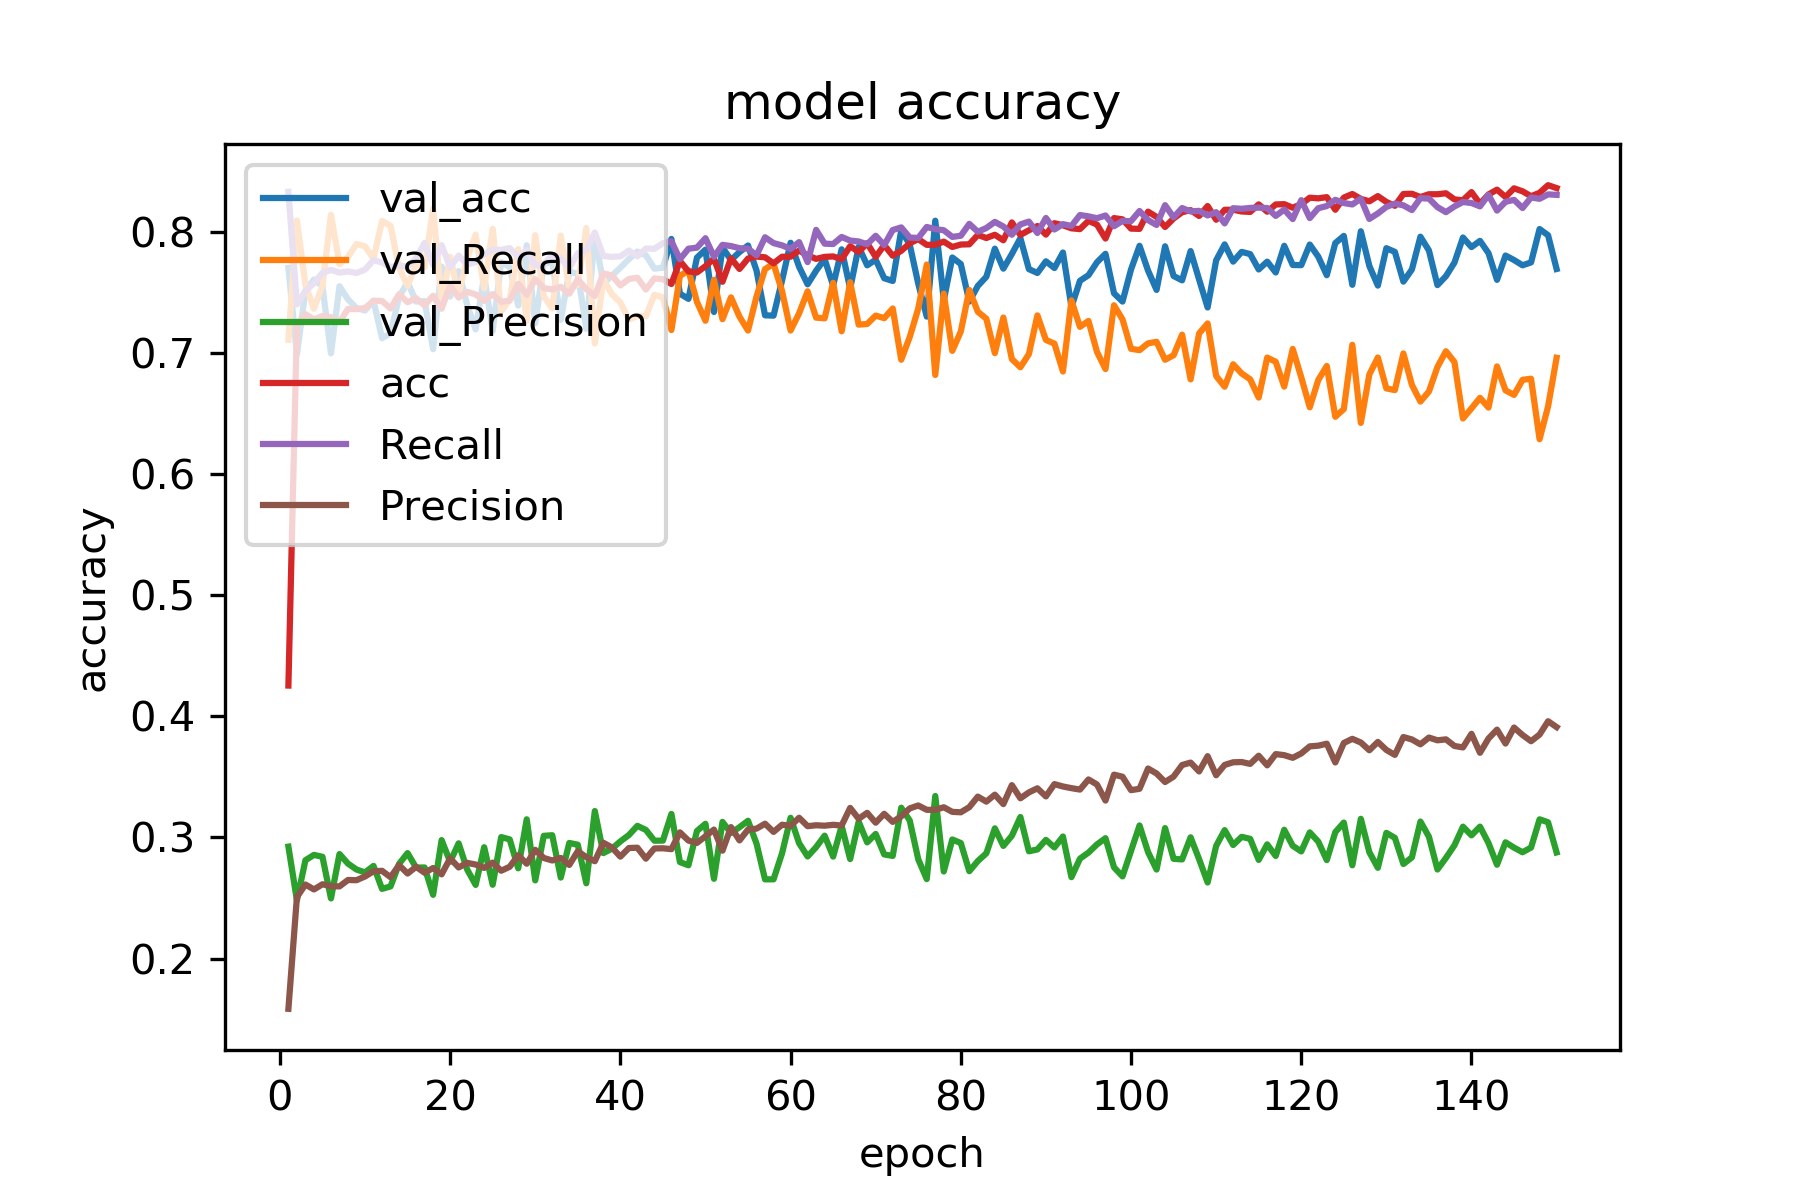 model accuracy
val_acc
val_Recall
val_Precision
acc
Recall
Precision
accuracy
0.8
0.7
0.6
0.5
0.4
0.3
0.2
0 20 40 60 80 100 120 140
epoch